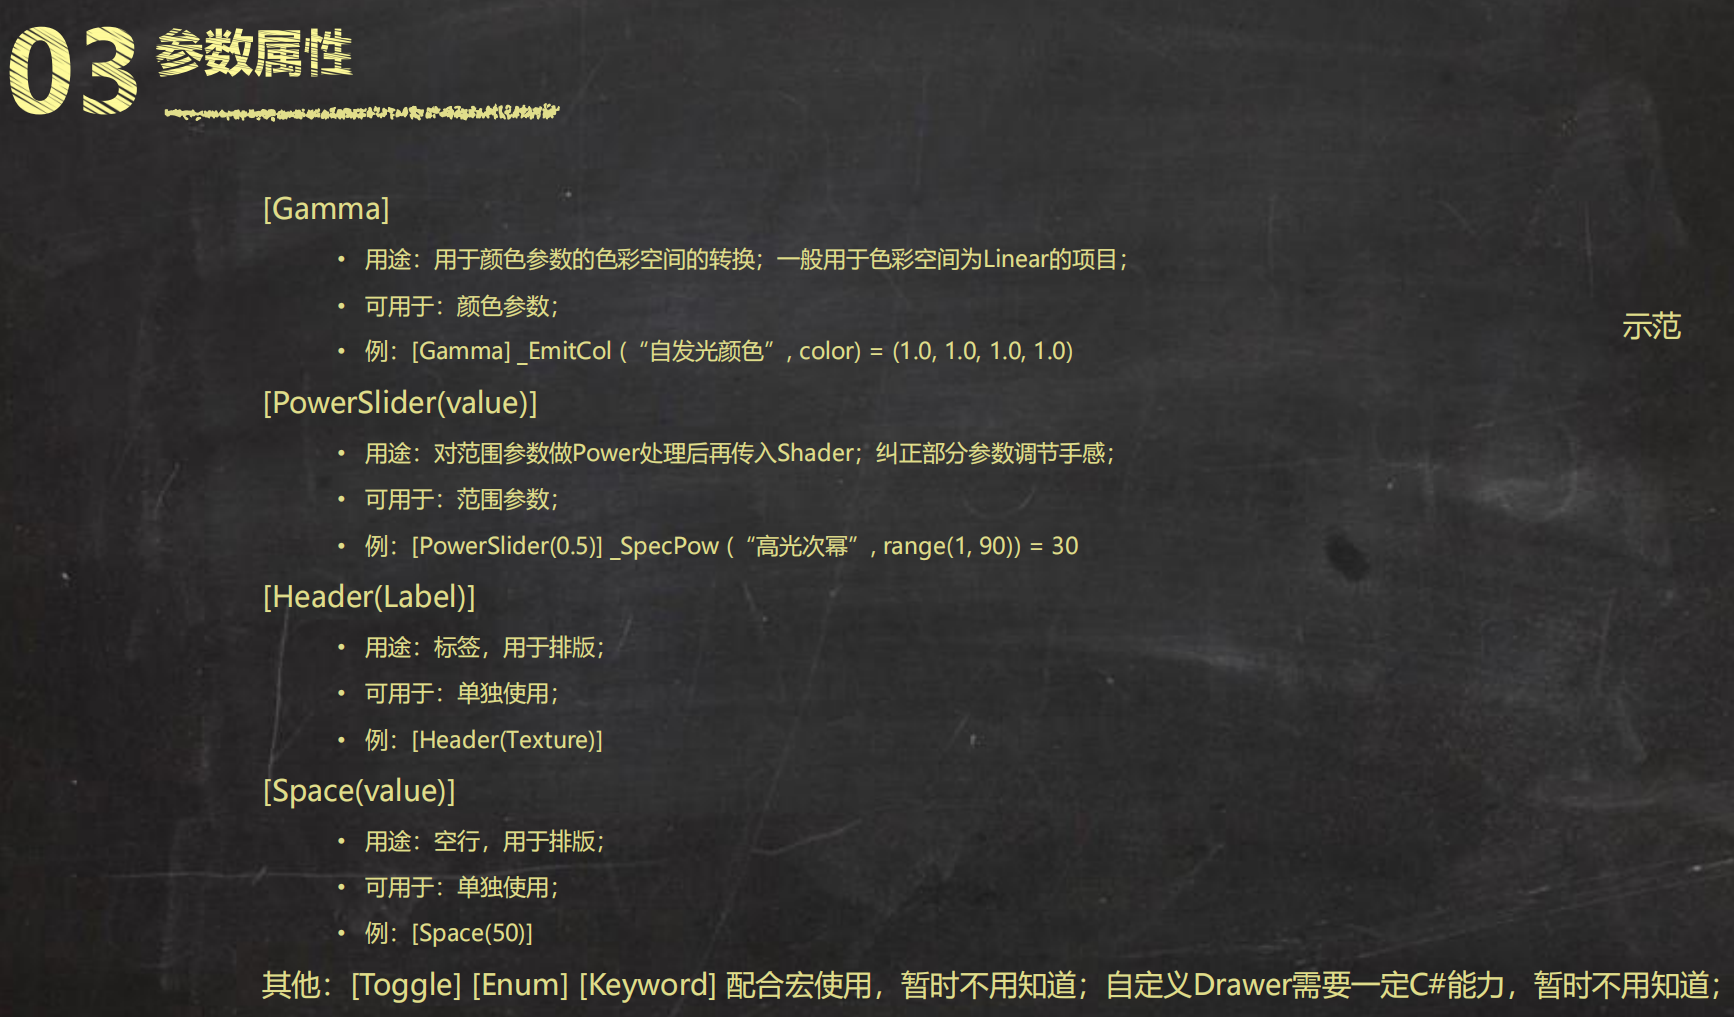 03 参数属性
[Gamma]
• 用途：用于颜色参数的色彩空间的转换；一般用于色彩空间为Linear的项目；
• 可用于：颜色参数；
• 例：[Gamma] _EmitCol (“自发光颜色”, color) = (1.0, 1.0, 1.0, 1.0)
示范
[PowerSlider(value)]
• 用途：对范围参数做Power处理后再传入Shader；纠正部分参数调节手感；
• 可用于：范围参数；
• 例：[PowerSlider(0.5)] _SpecPow (“高光次幂”, range(1, 90)) = 30
[Header(Label)]
• 用途：标签，用于排版；
• 可用于：单独使用；
• 例：[Header(Texture)]
[Space(value)]
• 用途：空行，用于排版；
• 可用于：单独使用；
• 例：[Space(50)]
其他：[Toggle] [Enum] [Keyword] 配合宏使用，暂时不用知道；自定义Drawer需要一定C#能力，暂时不用知道；